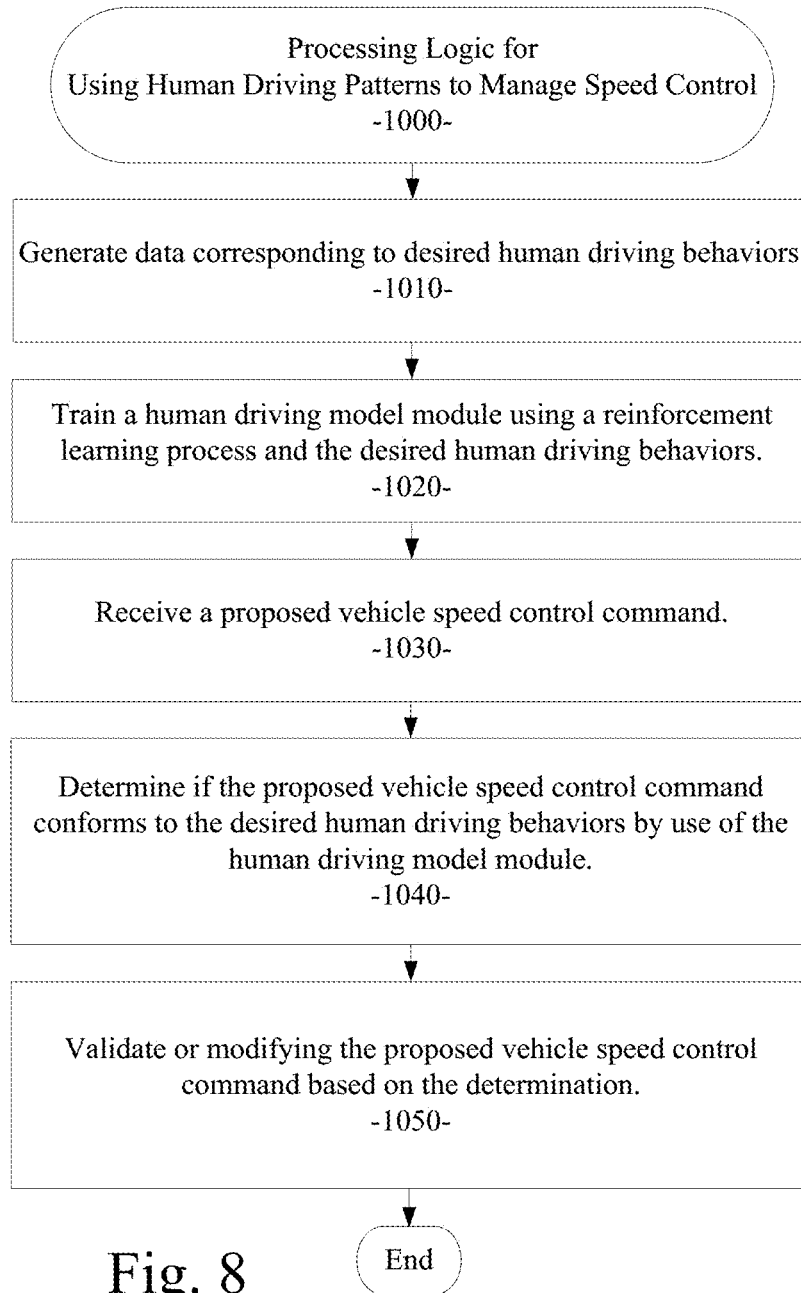 Processing Logic for
Using Human Driving Patterns to Manage Speed Control
-1000-
Generate data corresponding to desired human driving behaviors
-1010-
Train a human driving model module using a reinforcement
learning process and the desired human driving behaviors.
-1020-
Receive a proposed vehicle speed control command.
-1030-
Determine if the proposed vehicle speed control command
conforms to the desired human driving behaviors by use of the
human driving model module.
-1040-
Validate or modifying the proposed vehicle speed control
command based on the determination.
-1050-
End
Fig. 8